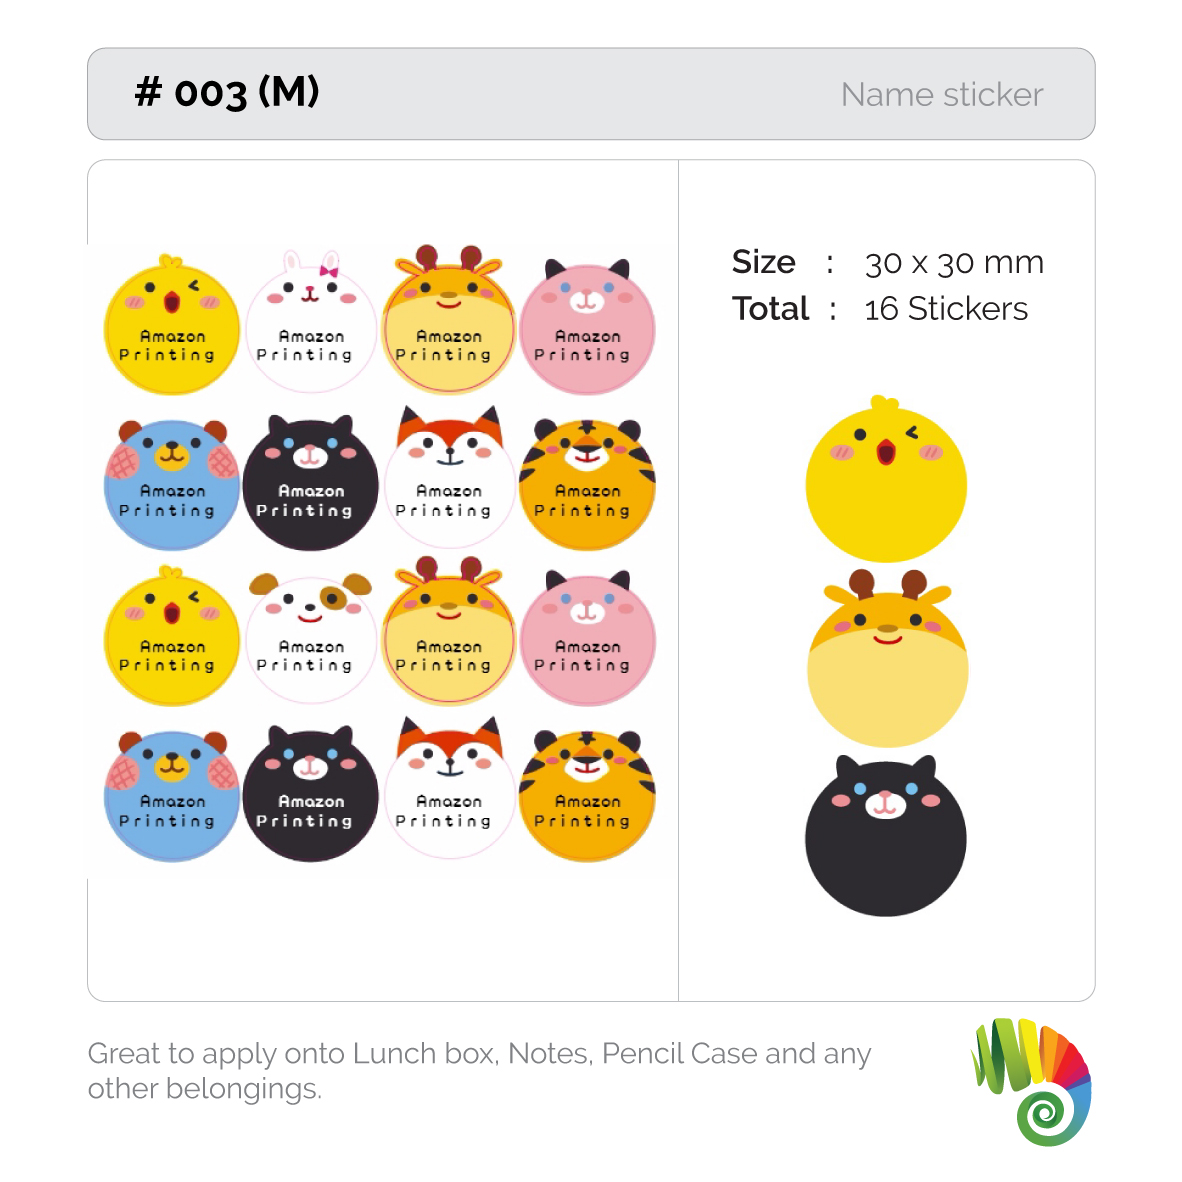 # 003 (M)
Name sticker
Amazon
Printing
Amazon
Printing
Amazon
Printing
Amazon
Printing
Amazon
Printing
Amazon
Printing
Amazon
Printing
Amazon
Printing
Amazon
Printing
Amazon
Printing
Amazon
Printing
Amazon
Printing
Amazon
Printing
Amazon
Printing
Amazon
Printing
Amazon
Printing
Size : 30 x 30 mm
Total : 16 Stickers
Great to apply onto Lunch box, Notes, Pencil Case and any
other belongings.